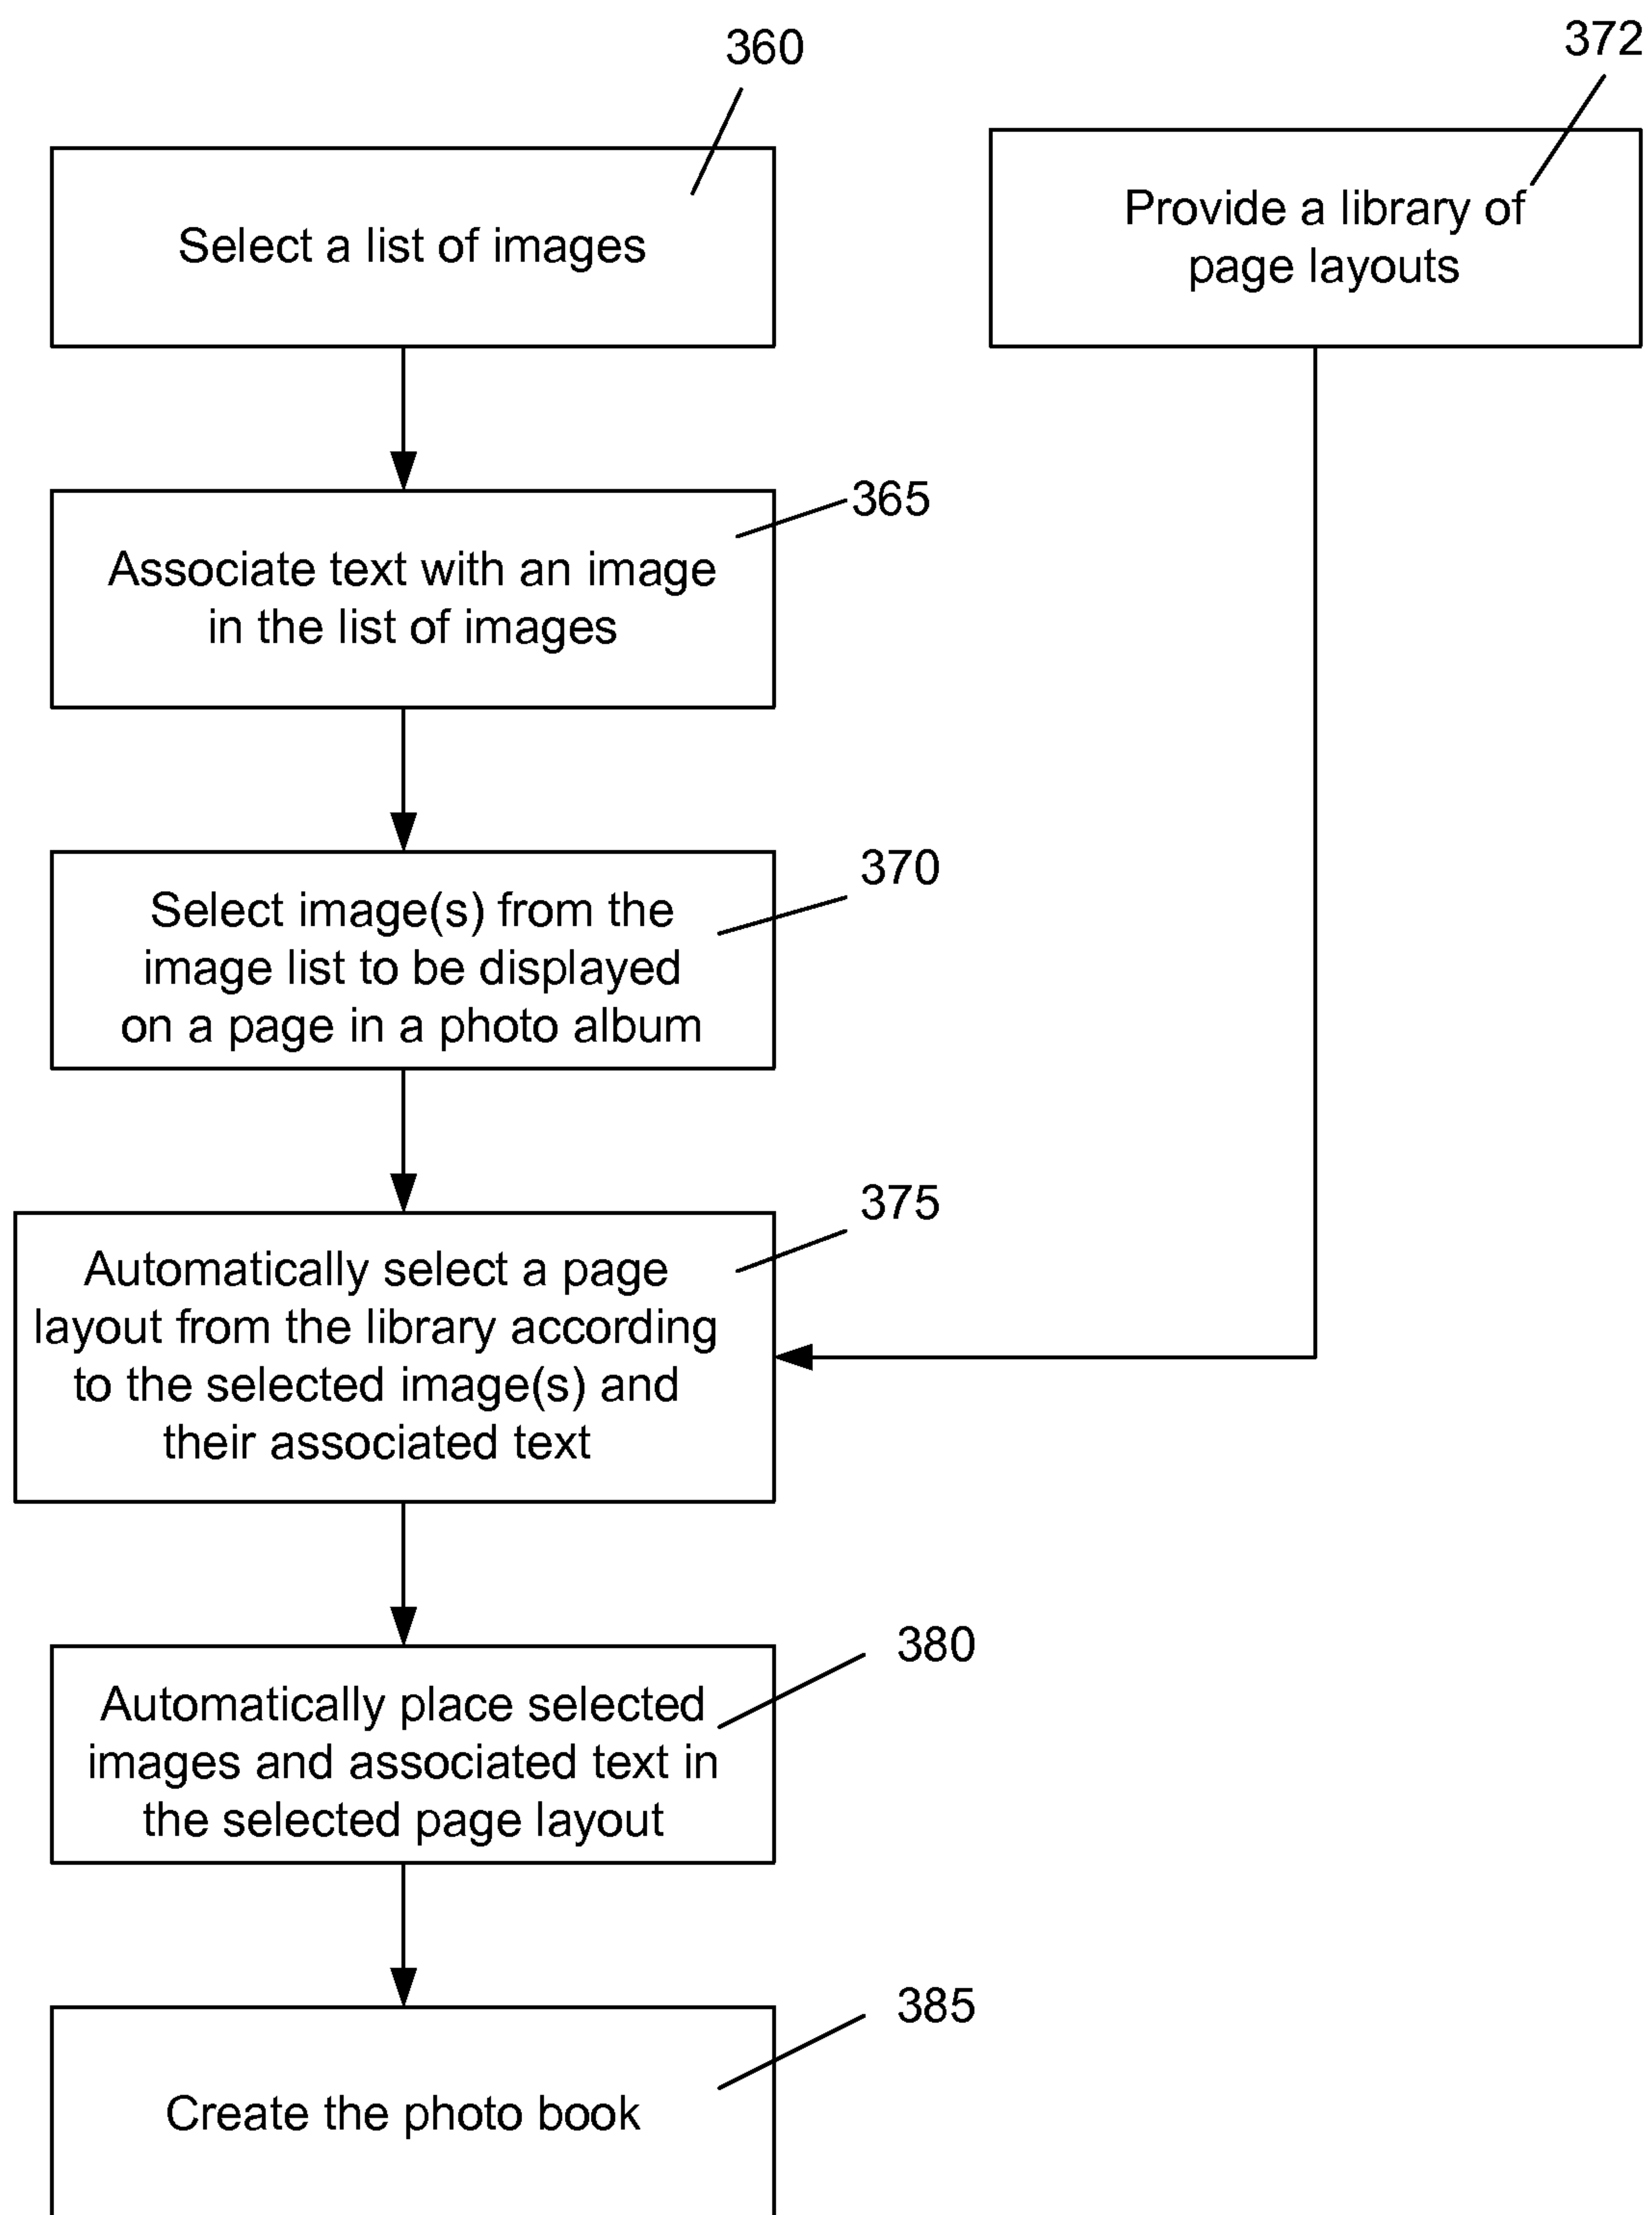 360
Select a list of images
372
Provide a library of
page layouts
365
Associate text with an image
in the list of images
370
Select image(s) from the
image list to be displayed
on a page in a photo album
375
Automatically select a page
layout from the library according
to the selected image(s) and
their associated text
380
Automatically place selected
images and associated text in
the selected page layout
385
Create the photo book